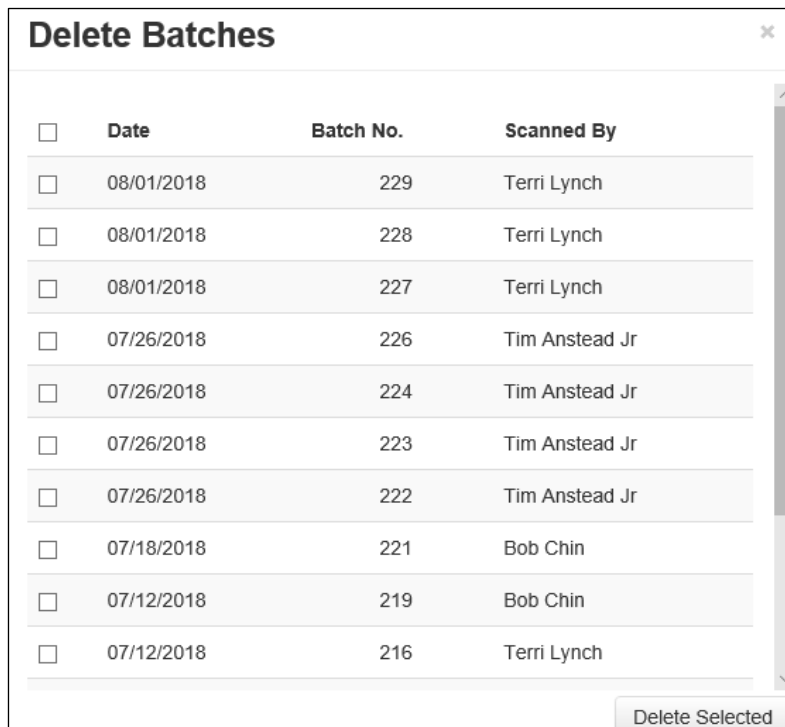 Delete Batches ×
Date Batch No. Scanned By
08/01/2018 229 Terri Lynch
08/01/2018 228 Terri Lynch
08/01/2018 227 Terri Lynch
07/26/2018 226 Tim Anstead Jr
07/26/2018 224 Tim Anstead Jr
07/26/2018 223 Tim Anstead Jr
07/26/2018 222 Tim Anstead Jr
07/18/2018 221 Bob Chin
07/12/2018 219 Bob Chin
07/12/2018 216 Terri Lynch
Delete Selected